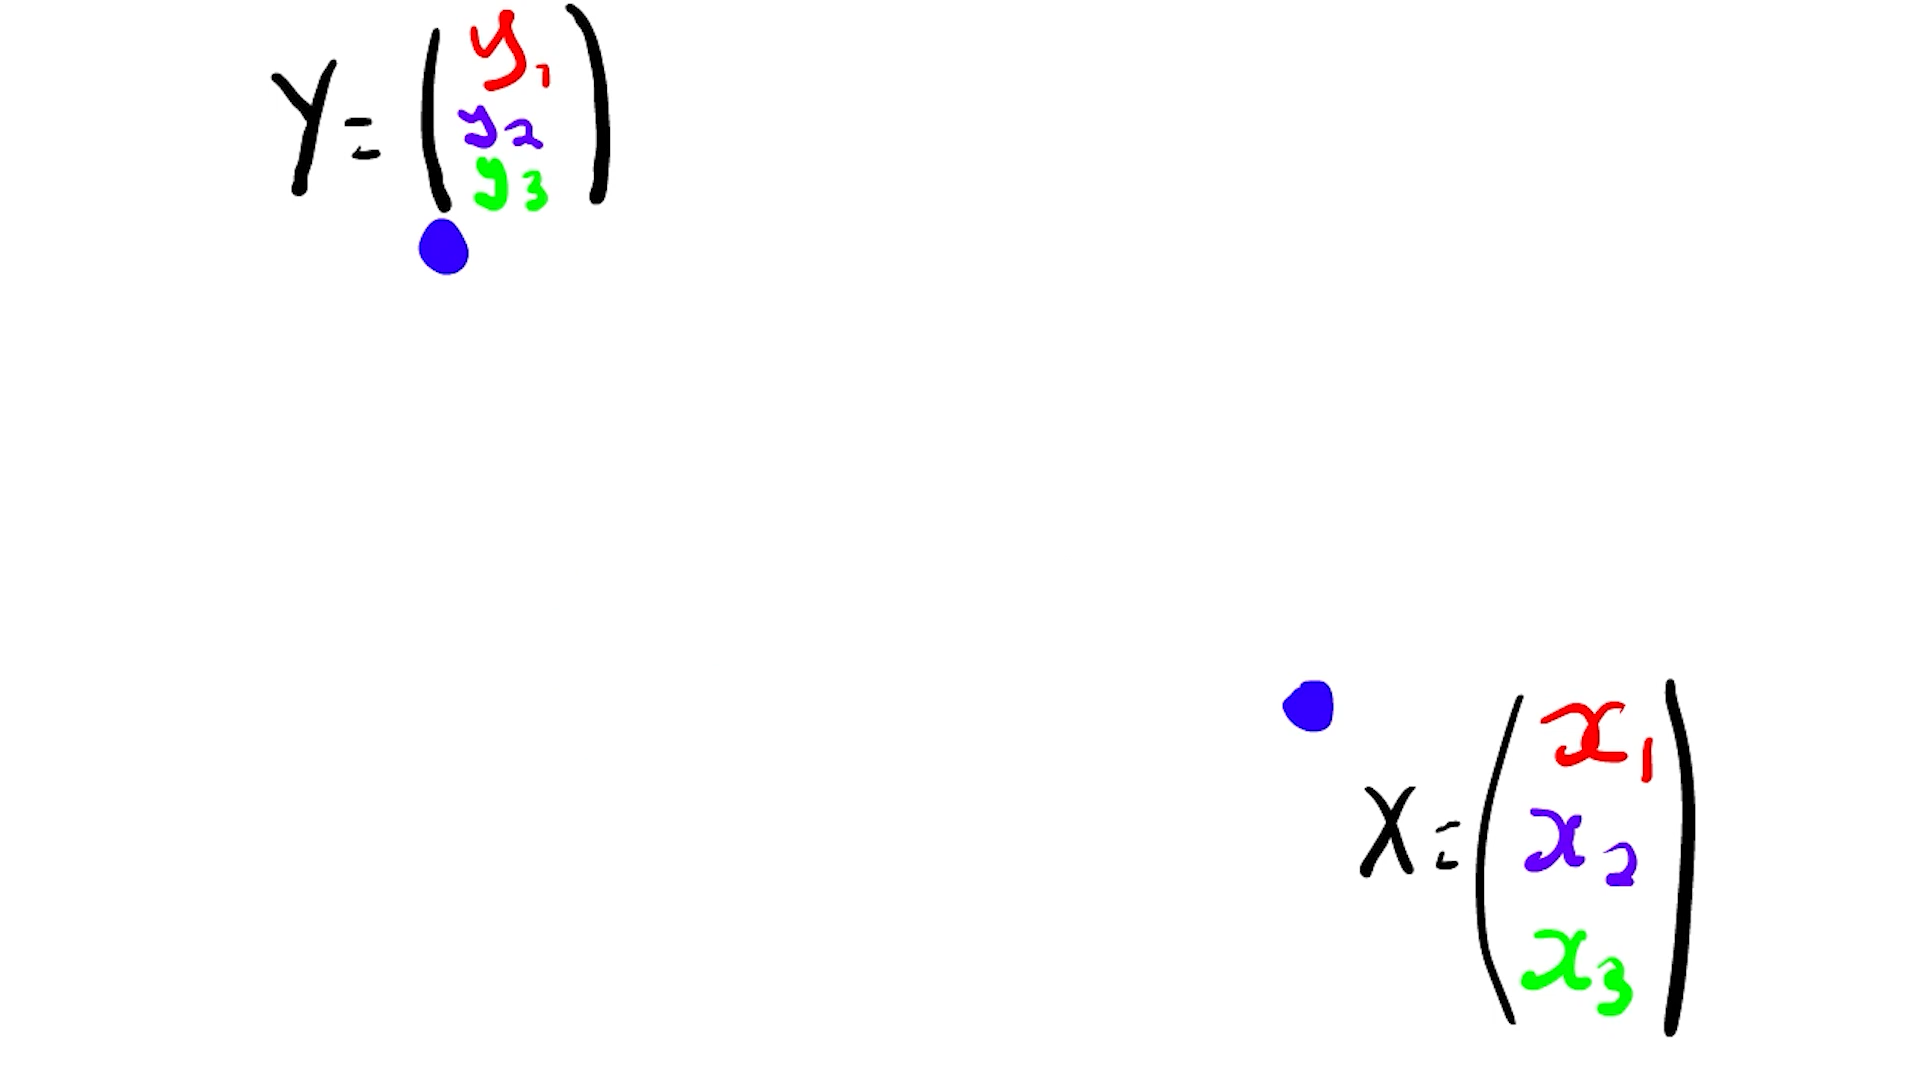 Y = ( y₁
y₂
y₃ )
X = ( x₁
x₂
x₃ )